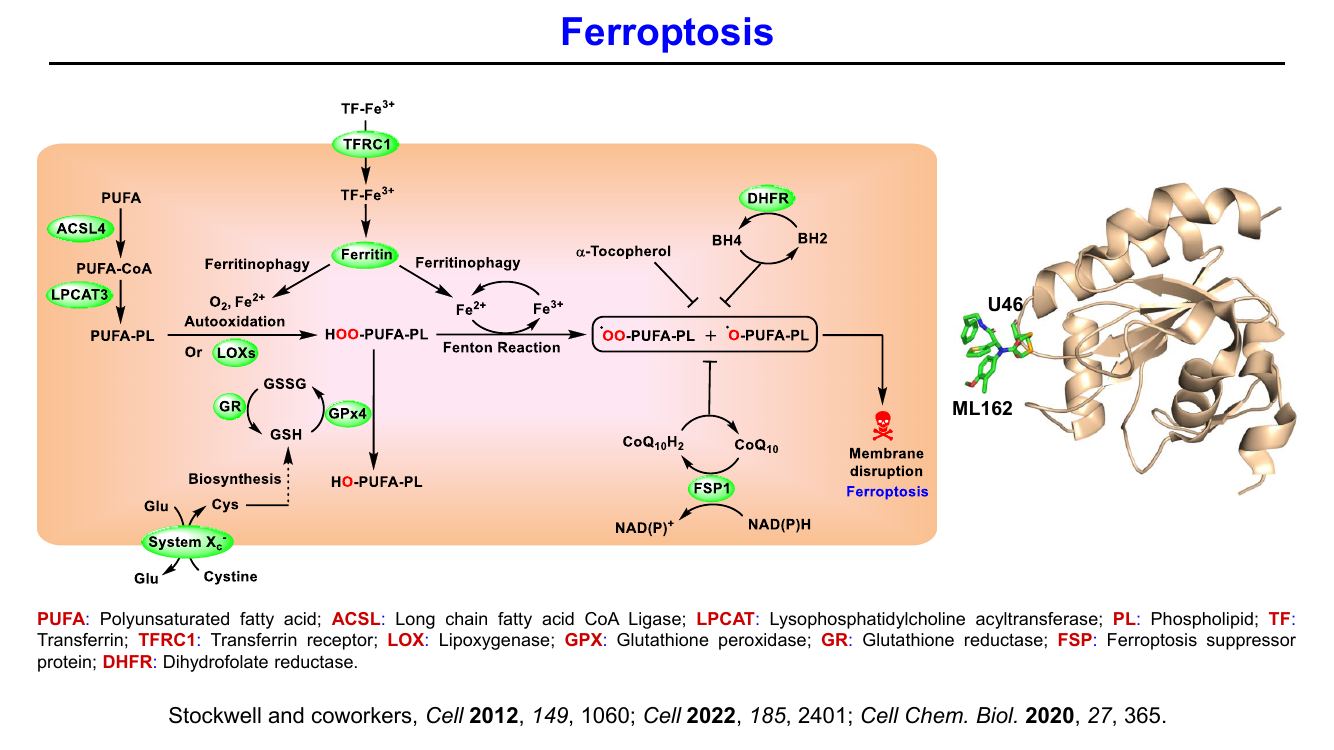 Ferroptosis
TF-Fe³⁺
TFRC1
TF-Fe³⁺
PUFA
ACSL4
PUFA-CoA
LPCAT3
PUFA-PL
Ferritin
Ferritinophagy
Ferritinophagy
O₂, Fe²⁺
Autooxidation
Or
LOXs
HOO-PUFA-PL
Fe²⁺
Fe³⁺
Fenton Reaction
α-Tocopherol
DHFR
BH4
BH2
˙OO-PUFA-PL + ˙O-PUFA-PL
GSSG
GR
GPx4
GSH
Biosynthesis
HO-PUFA-PL
Glu
Cys
System Xc⁻
Glu
Cystine
CoQ₁₀H₂
CoQ₁₀
FSP1
NAD(P)⁺
NAD(P)H
Membrane
disruption
Ferroptosis
U46
ML162
PUFA: Polyunsaturated fatty acid; ACSL: Long chain fatty acid CoA Ligase; LPCAT: Lysophosphatidylcholine acyltransferase; PL: Phospholipid; TF:
Transferrin; TFRC1: Transferrin receptor; LOX: Lipoxygenase; GPX: Glutathione peroxidase; GR: Glutathione reductase; FSP: Ferroptosis suppressor
protein; DHFR: Dihydrofolate reductase.
Stockwell and coworkers, Cell 2012, 149, 1060; Cell 2022, 185, 2401; Cell Chem. Biol. 2020, 27, 365.